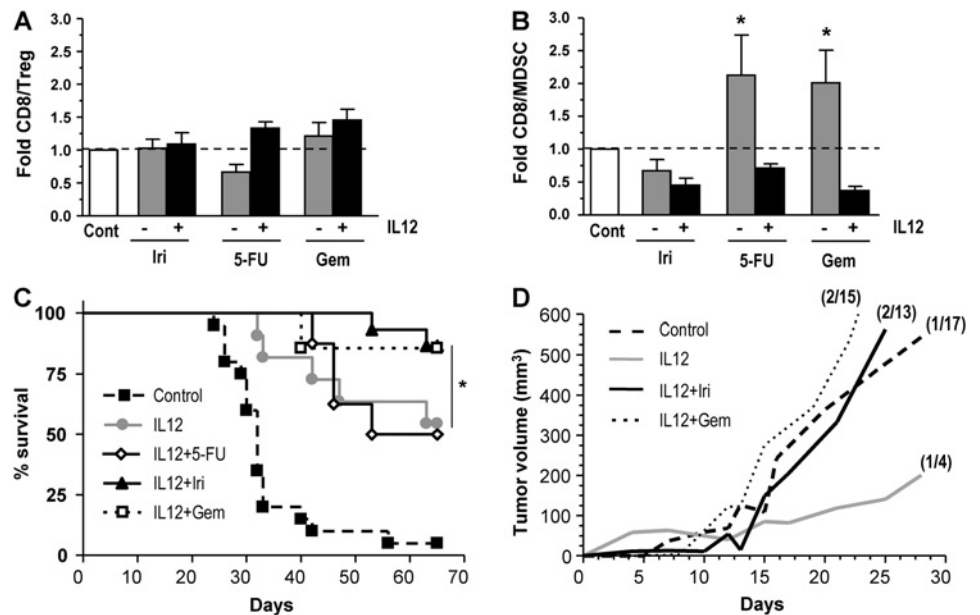 A
Fold CD8/Treg
3.0
2.5
2.0
1.5
1.0
0.5
0.0
Cont
- + - + - + IL12
Iri 5-FU Gem
B
Fold CD8/MDSC
3.0
2.5
2.0
1.5
1.0
0.5
0.0
* *
Cont
- + - + - + IL12
Iri 5-FU Gem
C
% survival
100
75
50
25
0
Control
IL12
IL12+5-FU
IL12+Iri
IL12+Gem
*
0 10 20 30 40 50 60 70
Days
D
Tumor volume (mm³)
600
500
400
300
200
100
0
Control
IL12
IL12+Iri
IL12+Gem
(2/15)
(2/13)
(1/17)
(1/4)
0 5 10 15 20 25 30
Days